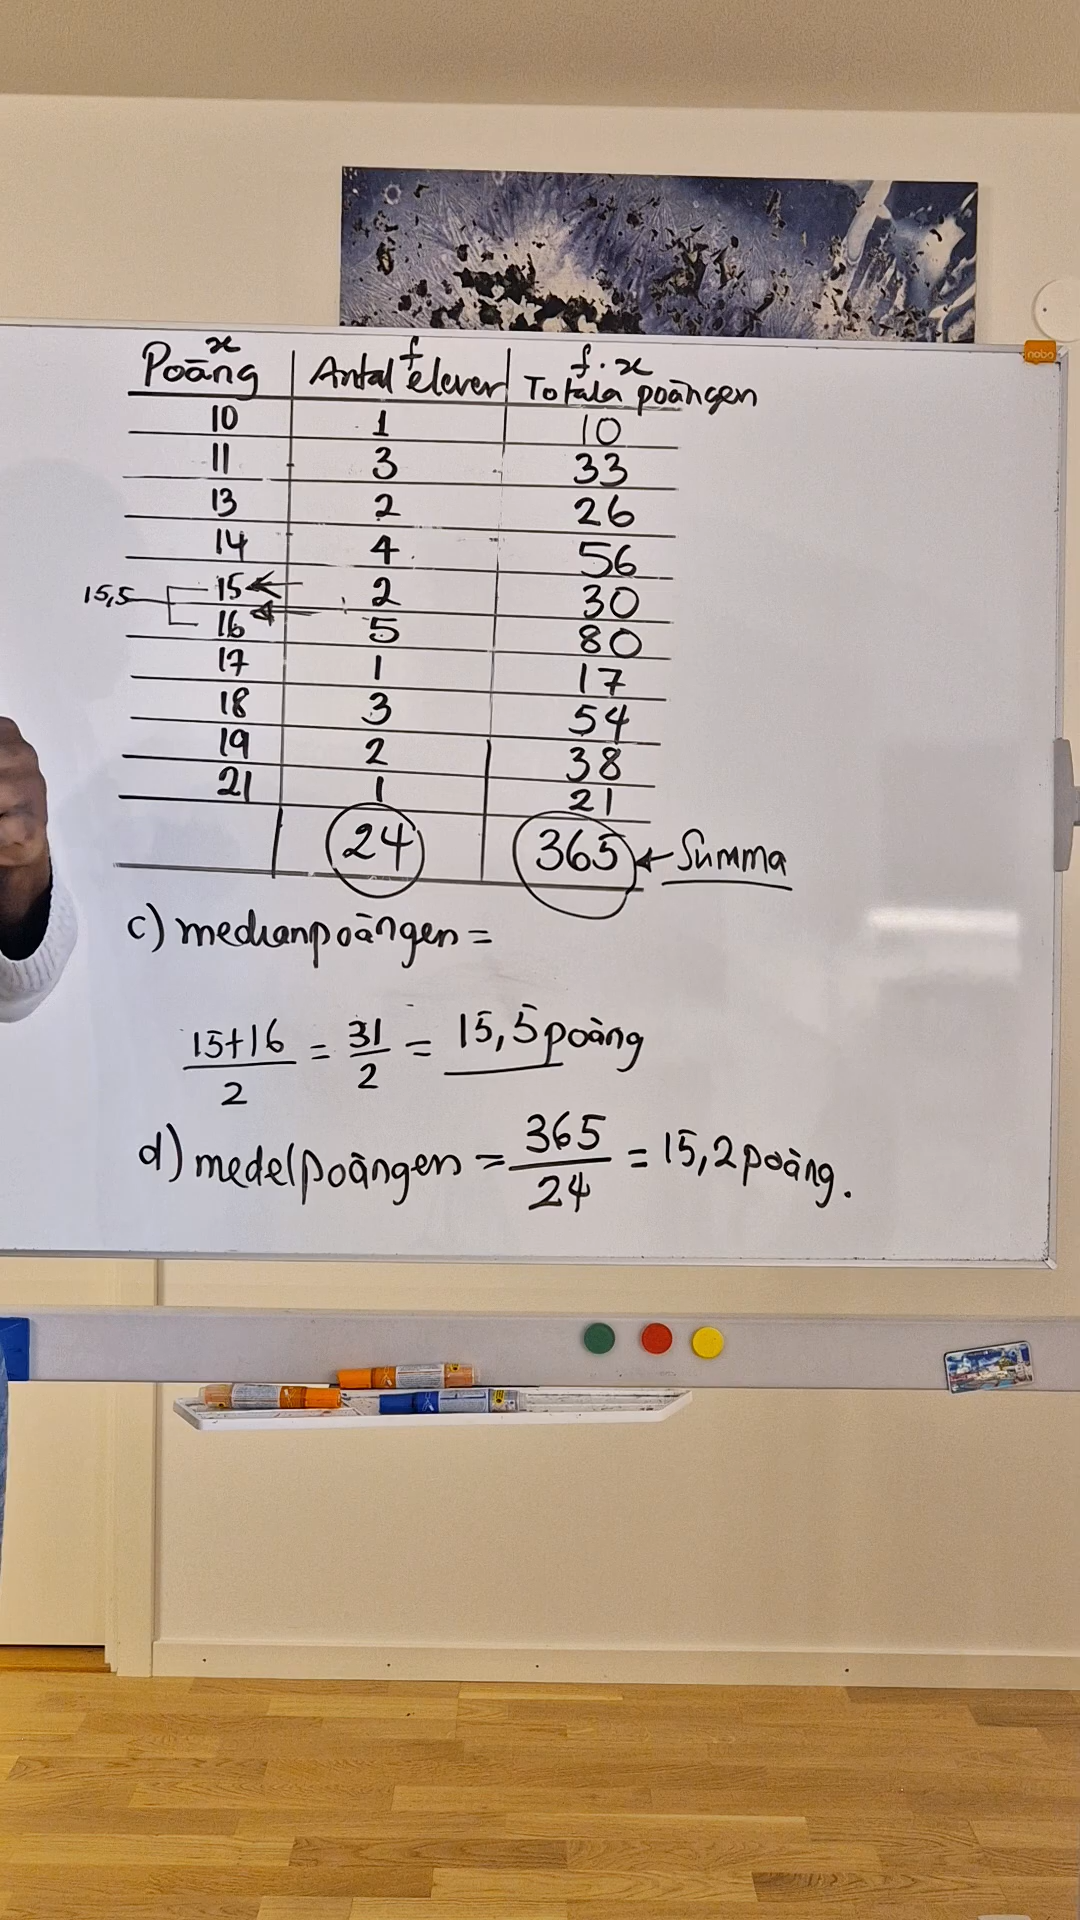 x f f·x
Poäng Antal elever Totala poängen
10 1 10
11 3 33
13 2 26
14 4 56
15 2 30
15,5
16 5 80
17 1 17
18 3 54
19 2 38
21 1 21
24 365 ← Summa
c) medianpoängen =
15+16/2 = 31/2 = 15,5 poäng
d) medelpoängen = 365/24 = 15,2 poäng.
nobo